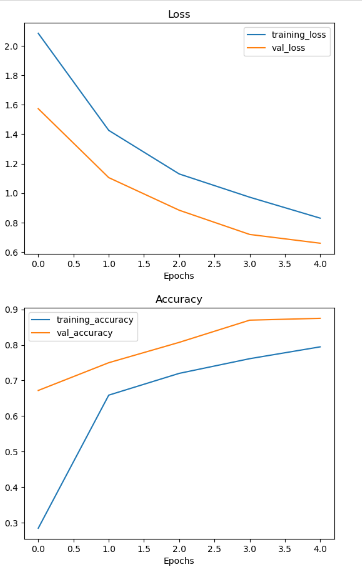 Loss
training_loss
val_loss
2.0
1.8
1.6
1.4
1.2
1.0
0.8
0.6
0.0 0.5 1.0 1.5 2.0 2.5 3.0 3.5 4.0
Epochs
Accuracy
training_accuracy
val_accuracy
0.9
0.8
0.7
0.6
0.5
0.4
0.3
0.0 0.5 1.0 1.5 2.0 2.5 3.0 3.5 4.0
Epochs